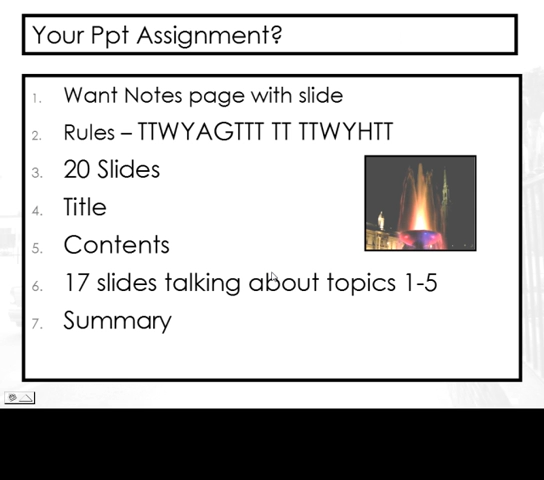 Your Ppt Assignment?
1. Want Notes page with slide
2. Rules – TTWYAGTTT TT TTWYHTT
3. 20 Slides
4. Title
5. Contents
6. 17 slides talking about topics 1-5
7. Summary